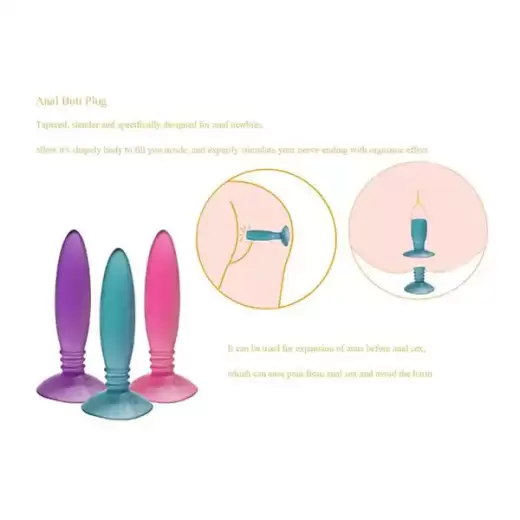 Anal Butt Plug
Tapered, slender and specifically designed for anal newbies,
allow it's shapely body to fill you inside, and expertly stimulate your nerve-ending with orgasmic effect.
It can be used for expansion of anus before anal sex,
which can ease pain from anal sex and avoid the harm